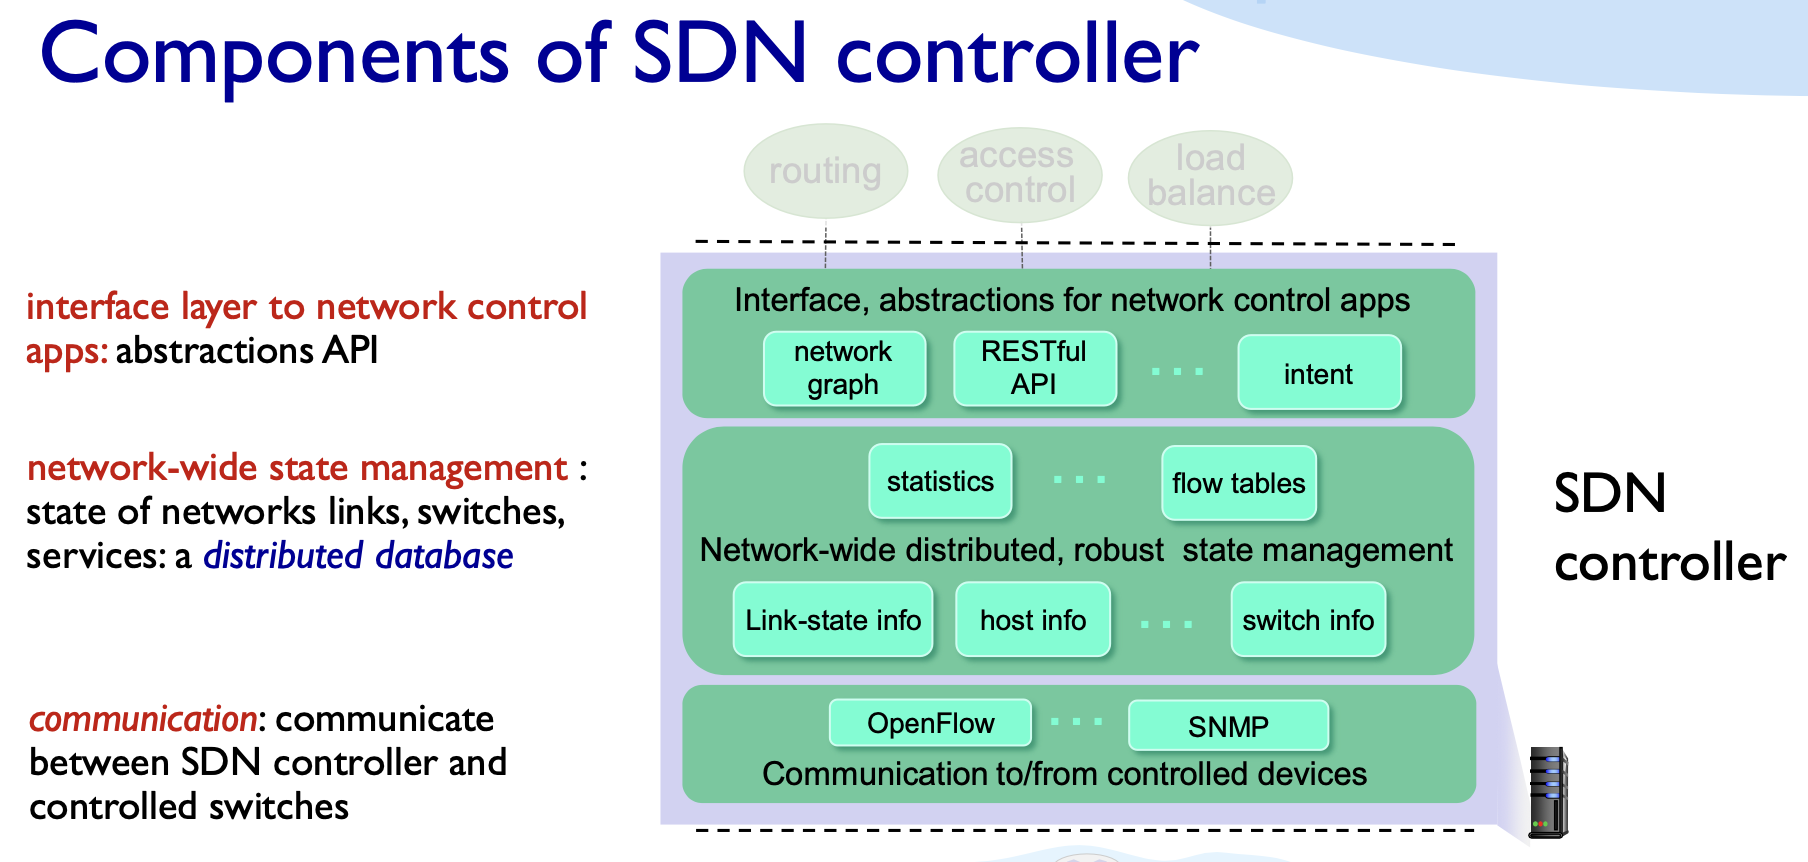 Components of SDN controller
routing
access
control
load
balance
interface layer to network control
apps: abstractions API
Interface, abstractions for network control apps
network
graph
RESTful
API
. . .
intent
network-wide state management :
state of networks links, switches,
services: a distributed database
statistics
. . .
flow tables
Network-wide distributed, robust  state management
Link-state info
host info
. . .
switch info
SDN
controller
communication: communicate
between SDN controller and
controlled switches
OpenFlow
. . .
SNMP
Communication to/from controlled devices